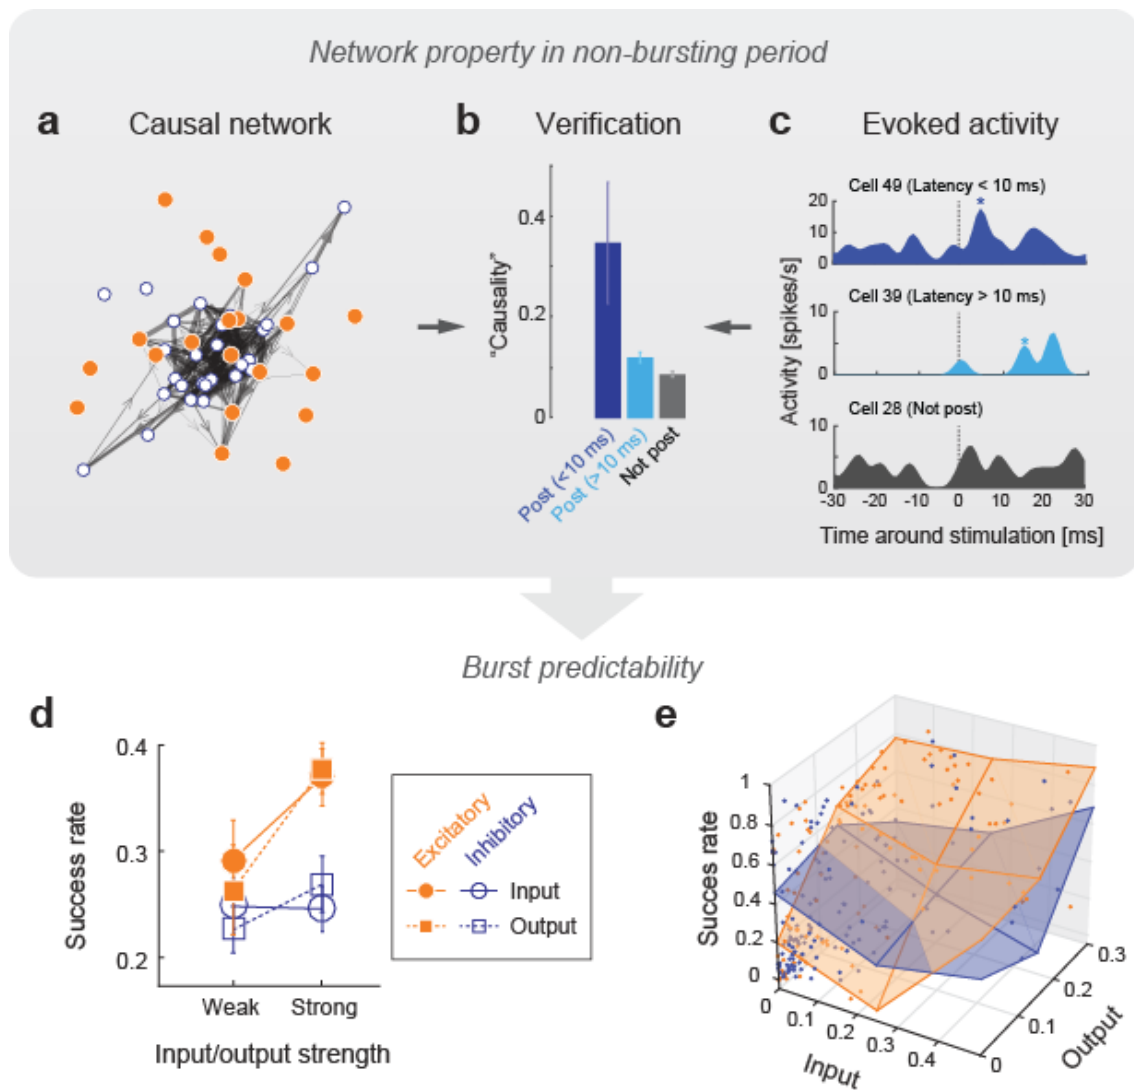 Network property in non-bursting period
a Causal network
b Verification
c Evoked activity
"Causality"
0.4
0.2
0
Post (<10 ms)
Post (>10 ms)
Not post
Activity [spikes/s]
Cell 49 (Latency < 10 ms)
20
*
10
0
Cell 39 (Latency > 10 ms)
10
*
0
Cell 28 (Not post)
10
0
-30 -20 -10 0 10 20 30
Time around stimulation [ms]
Burst predictability
d
Success rate
0.4
0.3
0.2
Weak Strong
Input/output strength
Excitatory
Inhibitory
Input
Output
e
Succes rate
1
0.8
0.6
0.4
0.2
0
0 0.1 0.2 0.3 0.4
Input
0 0.1 0.2 0.3
Output